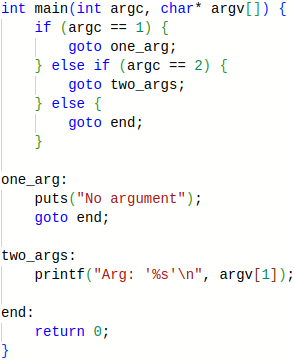 int main(int argc, char* argv[]) {
    if (argc == 1) {
        goto one_arg;
    } else if (argc == 2) {
        goto two_args;
    } else {
        goto end;
    }

one_arg:
    puts("No argument");
    goto end;

two_args:
    printf("Arg: '%s'\n", argv[1]);

end:
    return 0;
}